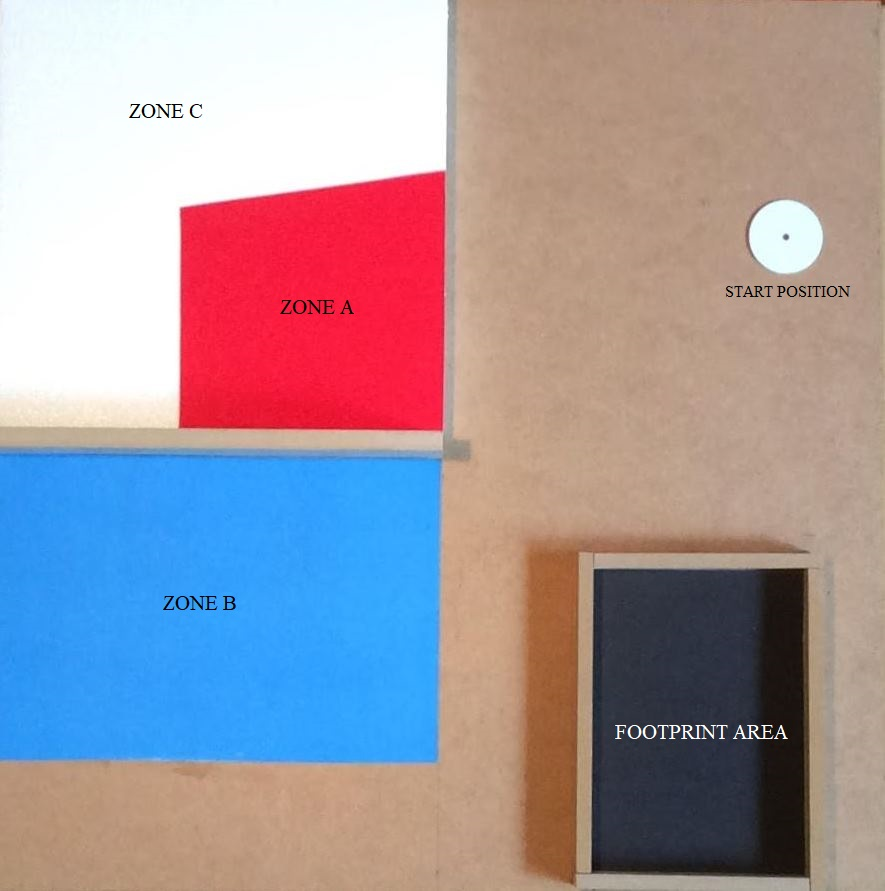 ZONE C
ZONE A
START POSITION
ZONE B
FOOTPRINT AREA